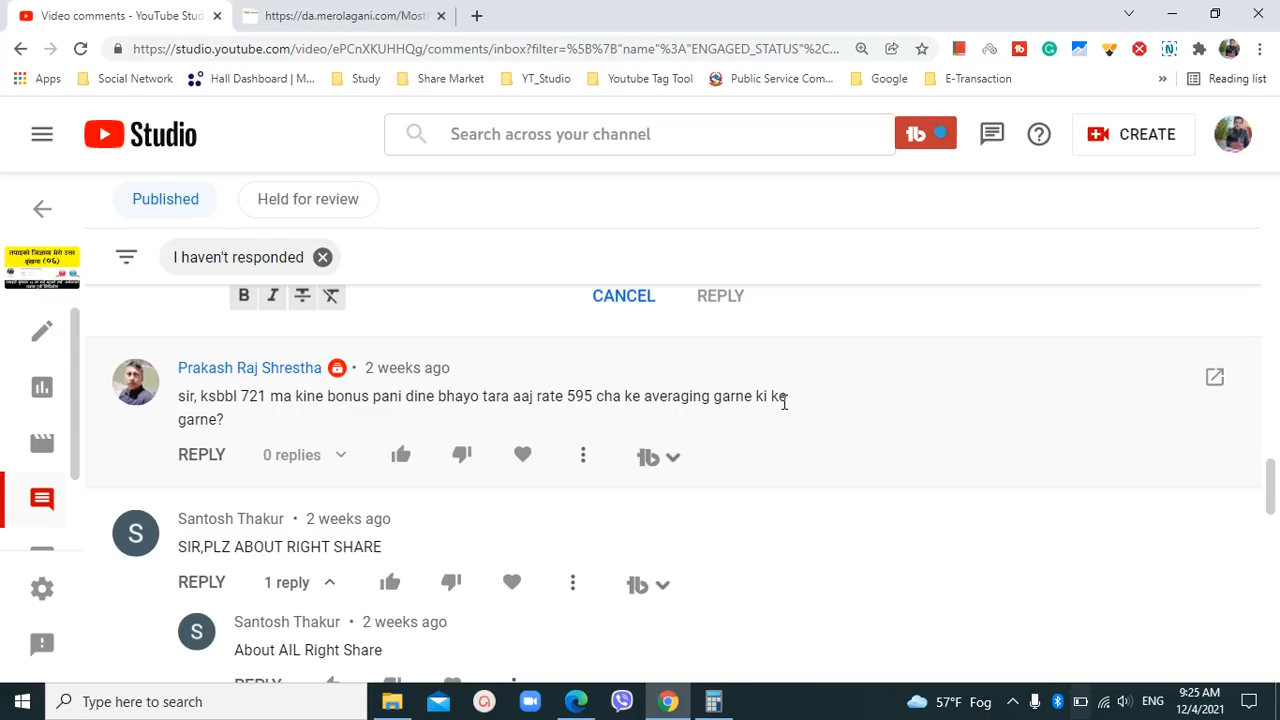 Video comments - YouTube Stud
https://da.merolagani.com/Mostl
https://studio.youtube.com/video/ePCnXKUHHQg/comments/inbox?filter=%5B%7B"name"%3A"ENGAGED_STATUS"%2C...
Apps
Social Network
Hall Dashboard | M...
Study
Share Market
YT_Studio
Youtube Tag Tool
Public Service Com...
Google
E-Transaction
»
Reading list
Studio
Search across your channel
CREATE
Published
Held for review
तपाइको जिज्ञासा मेरो उत्तर
I haven't responded
B I
CANCEL
REPLY
Prakash Raj Shrestha • 2 weeks ago
sir, ksbbl 721 ma kine bonus pani dine bhayo tara aaj rate 595 cha ke averaging garne ki ke
garne?
REPLY
0 replies
Santosh Thakur • 2 weeks ago
S
SIR,PLZ ABOUT RIGHT SHARE
REPLY
1 reply
Santosh Thakur • 2 weeks ago
S
About AIL Right Share
Type here to search
57°F Fog
ENG
9:25 AM
12/4/2021